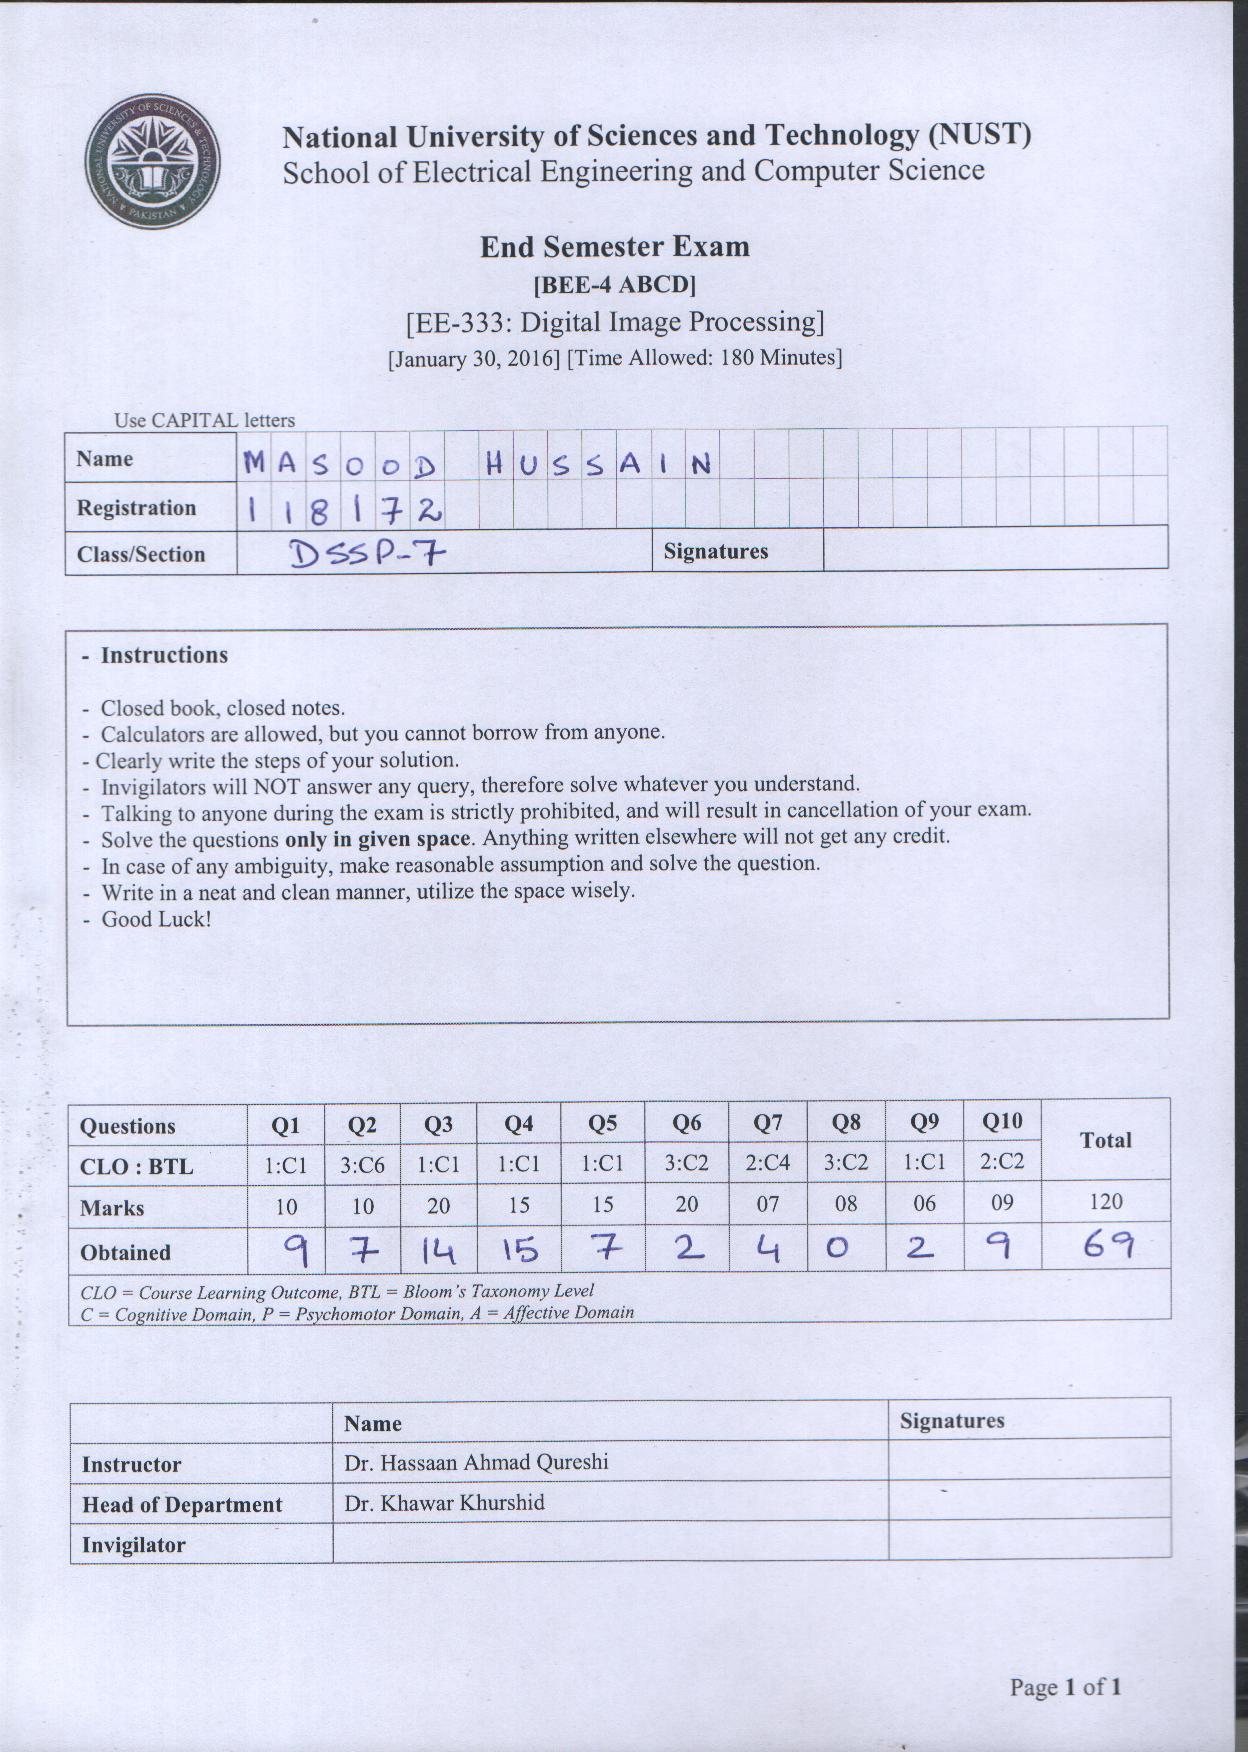 NATIONAL UNIVERSITY OF SCIENCES & TECHNOLOGY
PAKISTAN
National University of Sciences and Technology (NUST)
School of Electrical Engineering and Computer Science
End Semester Exam
[BEE-4 ABCD]
[EE-333: Digital Image Processing]
[January 30, 2016] [Time Allowed: 180 Minutes]
Use CAPITAL letters
Name MASOOD HUSSAIN
Registration 118172
Class/Section DSSP-7 Signatures
- Instructions
- Closed book, closed notes.
- Calculators are allowed, but you cannot borrow from anyone.
- Clearly write the steps of your solution.
- Invigilators will NOT answer any query, therefore solve whatever you understand.
- Talking to anyone during the exam is strictly prohibited, and will result in cancellation of your exam.
- Solve the questions only in given space. Anything written elsewhere will not get any credit.
- In case of any ambiguity, make reasonable assumption and solve the question.
- Write in a neat and clean manner, utilize the space wisely.
- Good Luck!
Questions Q1 Q2 Q3 Q4 Q5 Q6 Q7 Q8 Q9 Q10 Total
CLO : BTL 1:C1 3:C6 1:C1 1:C1 1:C1 3:C2 2:C4 3:C2 1:C1 2:C2
Marks 10 10 20 15 15 20 07 08 06 09 120
Obtained 9 7 14 15 7 2 4 0 2 9 69
CLO = Course Learning Outcome, BTL = Bloom's Taxonomy Level
C = Cognitive Domain, P = Psychomotor Domain, A = Affective Domain
Name Signatures
Instructor Dr. Hassaan Ahmad Qureshi
Head of Department Dr. Khawar Khurshid
Invigilator
Page 1 of 1